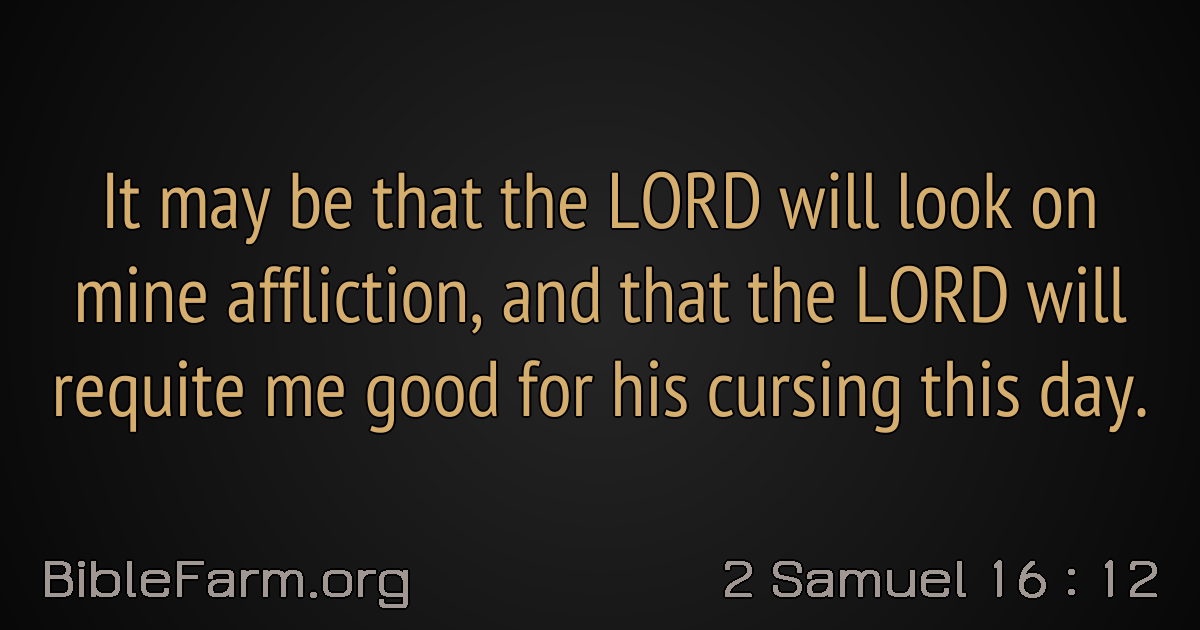 It may be that the LORD will look on
mine affliction, and that the LORD will
requite me good for his cursing this day.
BibleFarm.org
2 Samuel 16 : 12